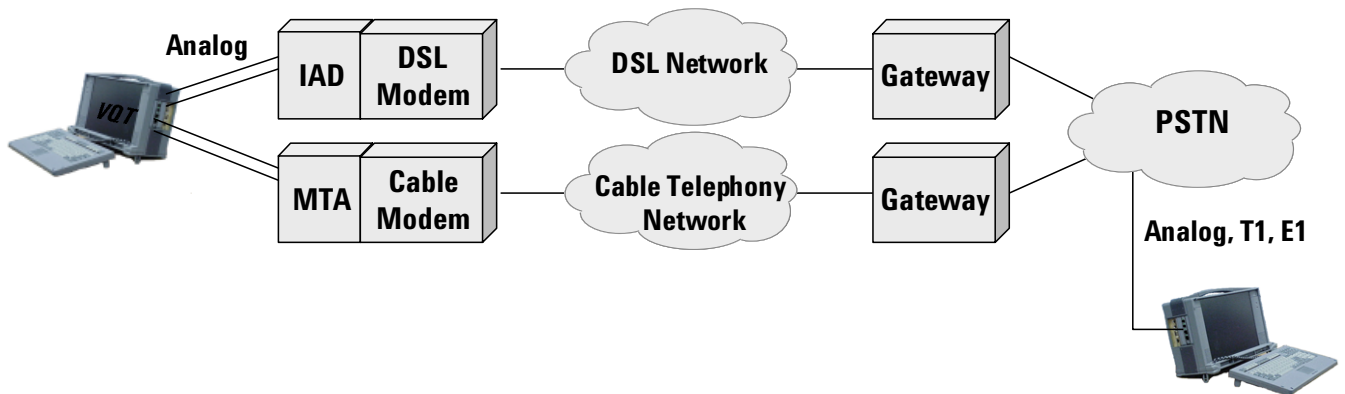 Analog
VQT
IAD
DSL
Modem
DSL Network
Gateway
PSTN
MTA
Cable
Modem
Cable Telephony
Network
Gateway
Analog, T1, E1